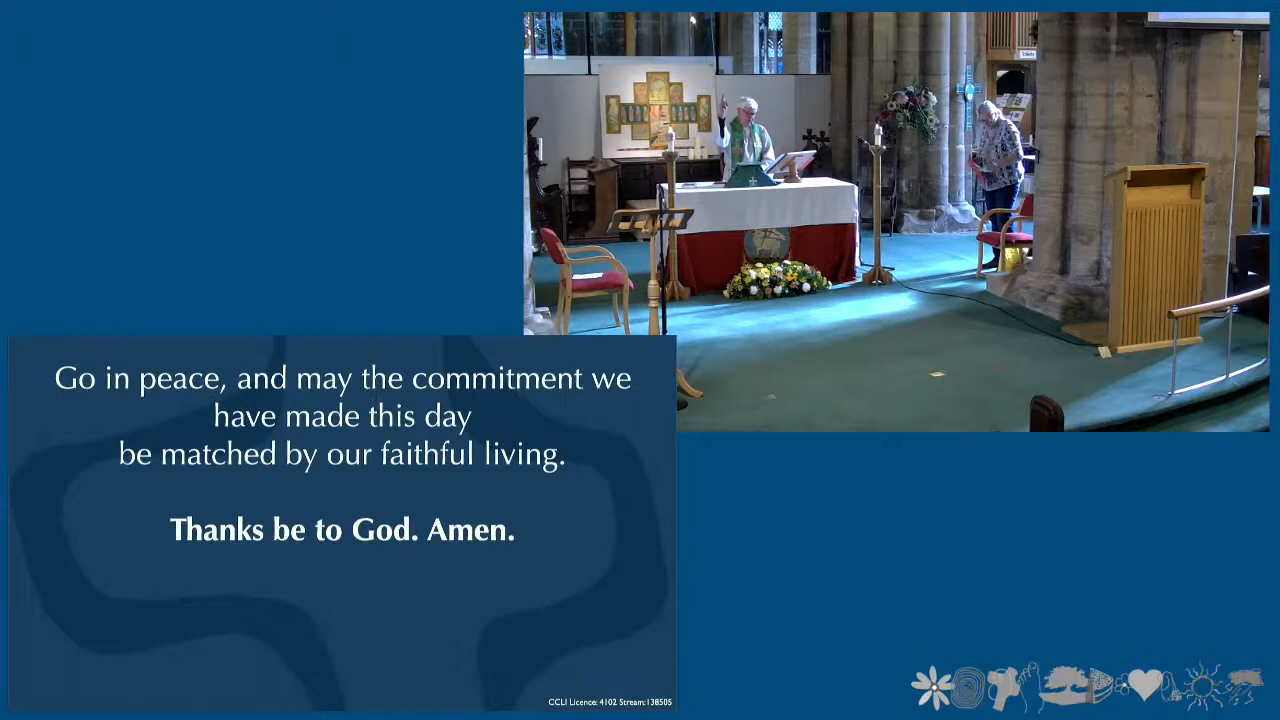 Toilets
Go in peace, and may the commitment we
have made this day
be matched by our faithful living.
Thanks be to God. Amen.
CCLI Licence: 4102 Stream:138505